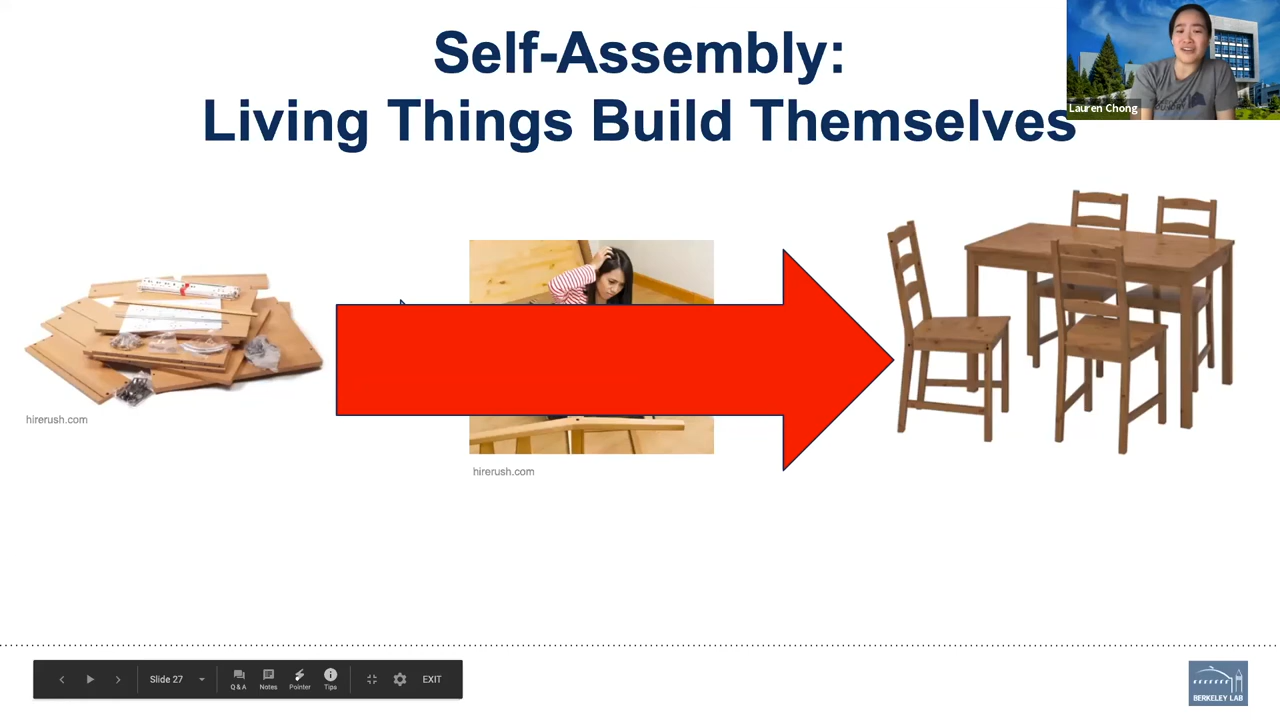 Self-Assembly:
Living Things Build Themselves
Lauren Chong
hirerush.com
hirerush.com
Slide 27
Q&A
Notes
Pointer
Tips
EXIT
BERKELEY LAB